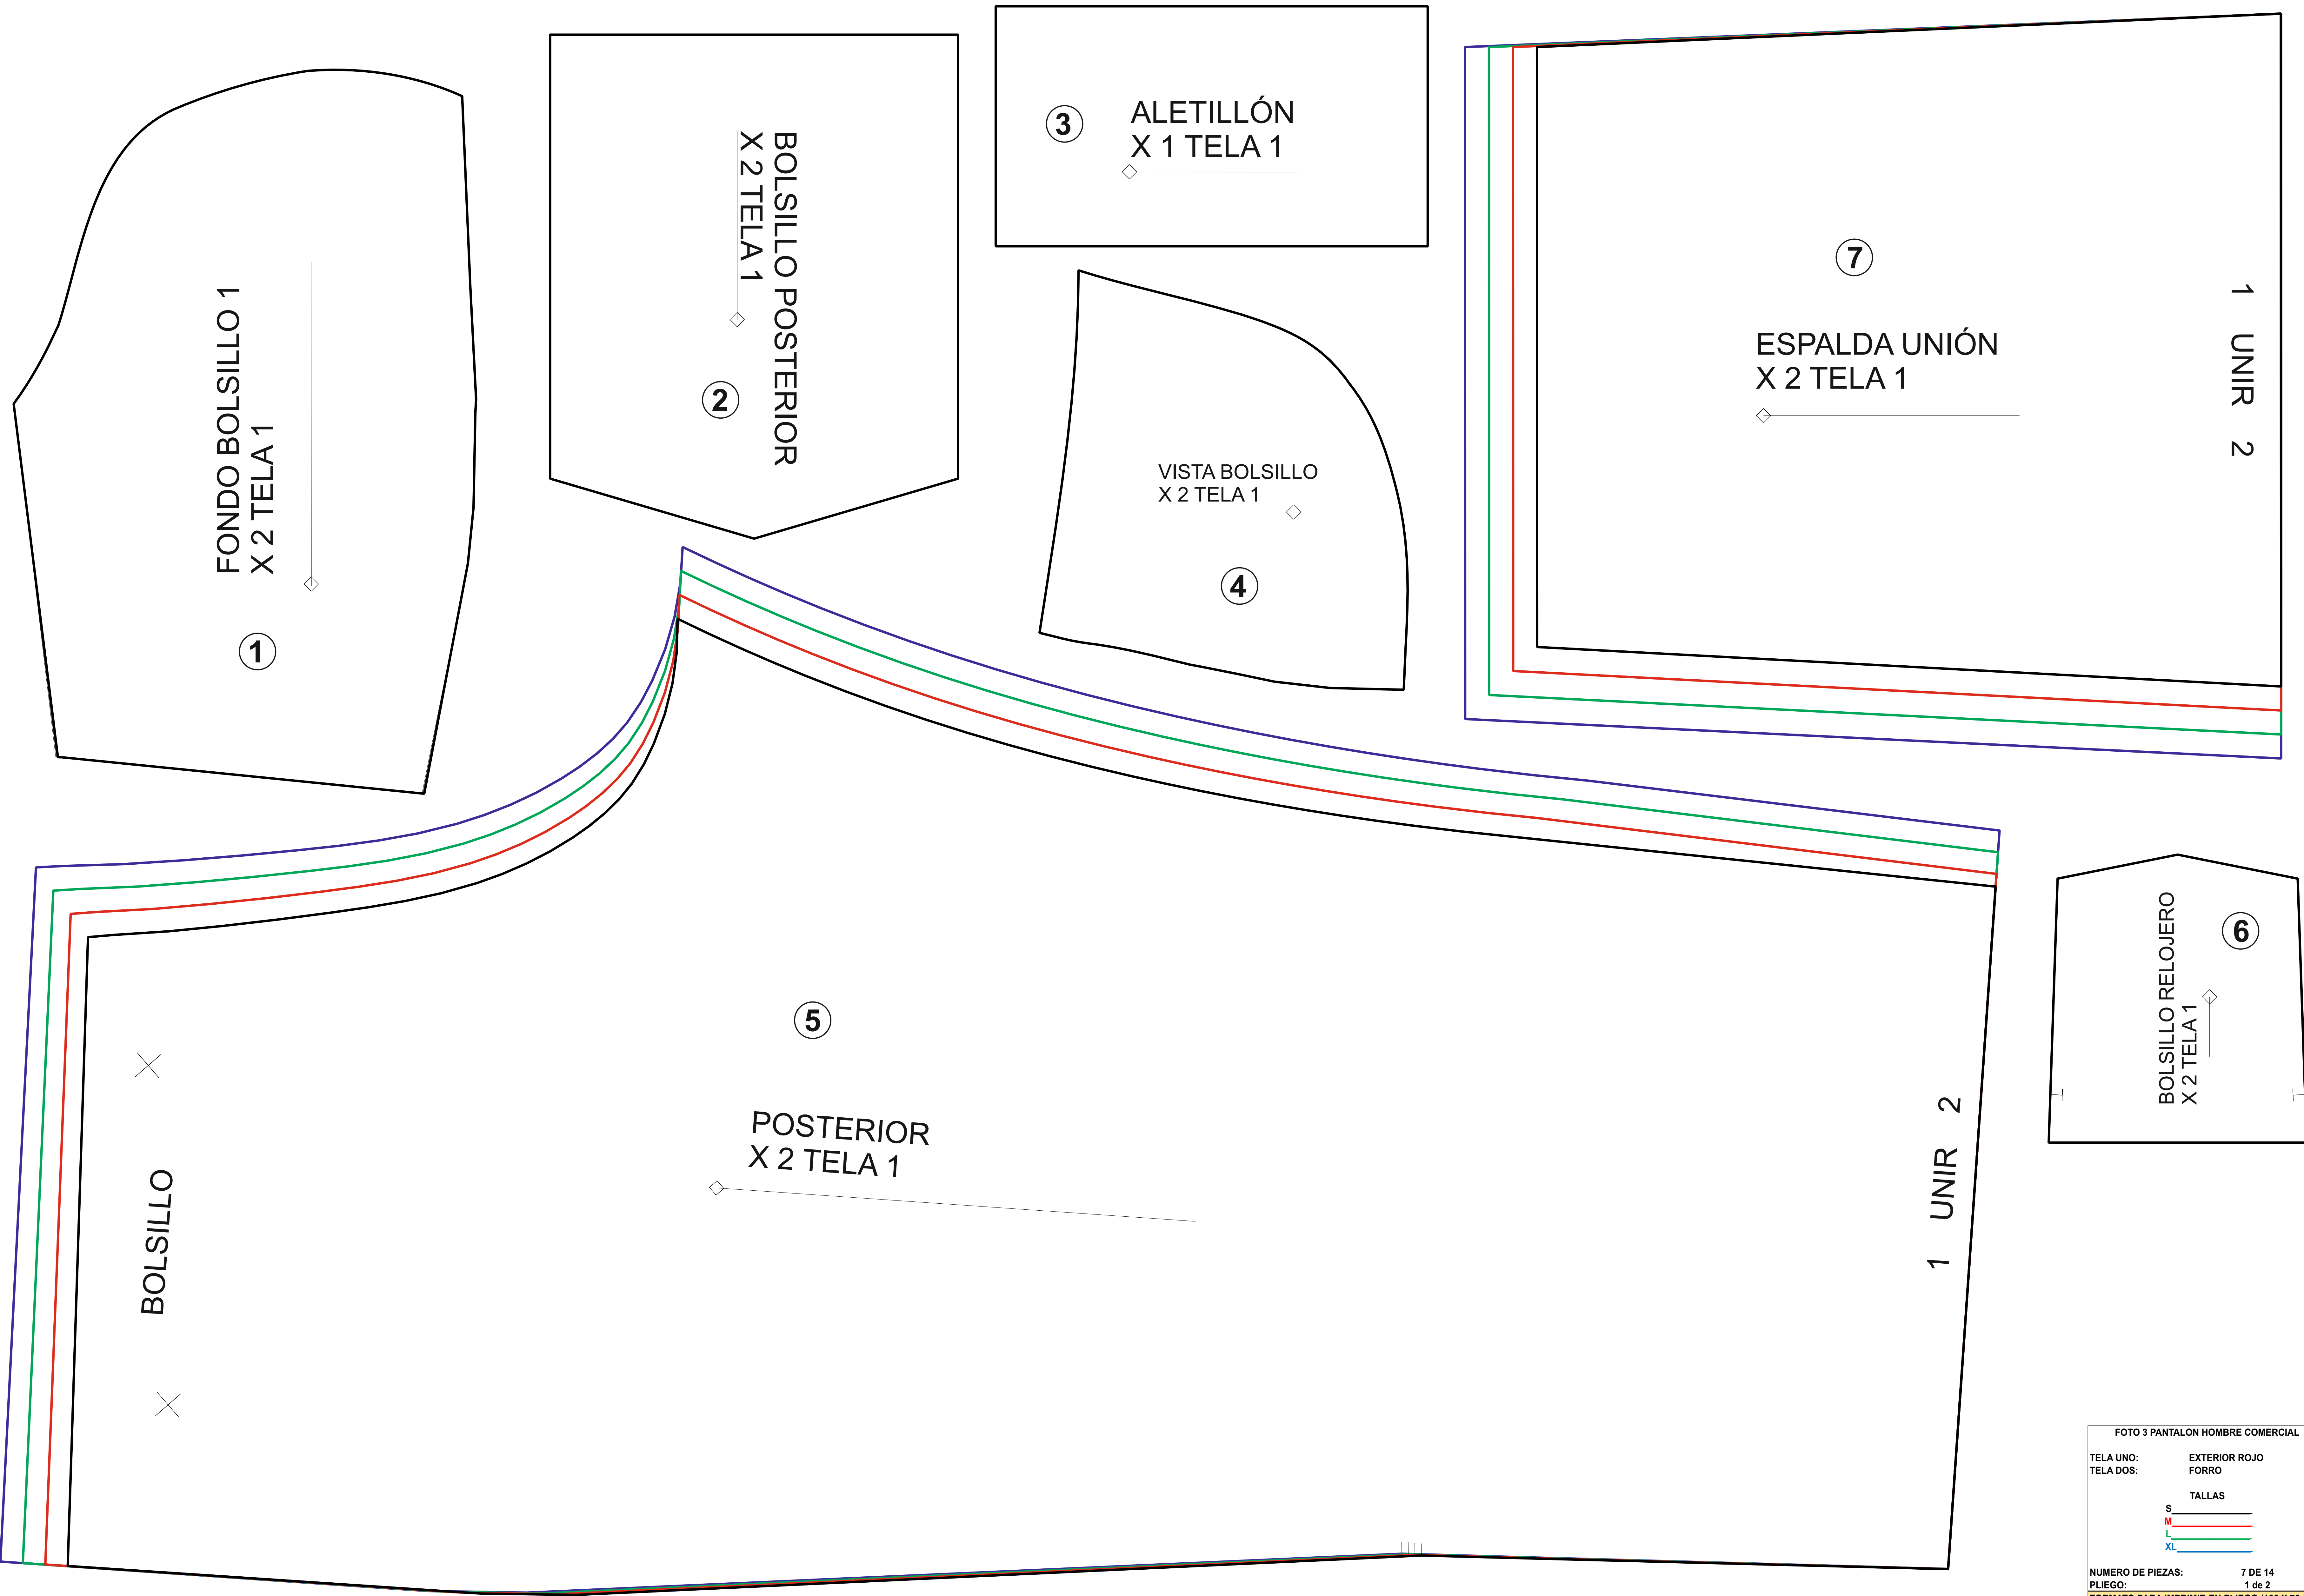 FONDO BOLSILLO 1
X 2 TELA 1
1
BOLSILLO POSTERIOR
X 2 TELA 1
2
3
ALETILLÓN
X 1 TELA 1
VISTA BOLSILLO
X 2 TELA 1
4
7
ESPALDA UNIÓN
X 2 TELA 1
1 UNIR 2
5
POSTERIOR
X 2 TELA 1
BOLSILLO
1 UNIR 2
6
BOLSILLO RELOJERO
X 2 TELA 1
FOTO 3 PANTALON HOMBRE COMERCIAL
TELA UNO: EXTERIOR ROJO
TELA DOS: FORRO
TALLAS
S
M
L
XL
NUMERO DE PIEZAS: 7 DE 14
PLIEGO: 1 de 2